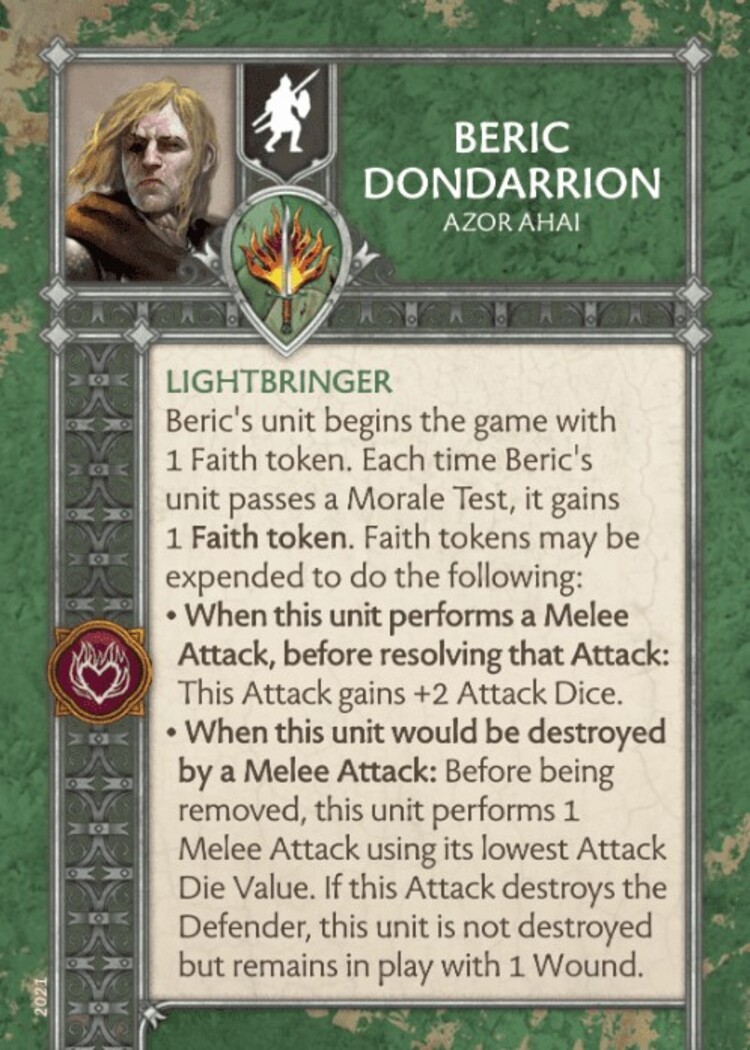 BERIC
DONDARRION
AZOR AHAI
LIGHTBRINGER
Beric's unit begins the game with
1 Faith token. Each time Beric's
unit passes a Morale Test, it gains
1 Faith token. Faith tokens may be
expended to do the following:
• When this unit performs a Melee
Attack, before resolving that Attack:
This Attack gains +2 Attack Dice.
• When this unit would be destroyed
by a Melee Attack: Before being
removed, this unit performs 1
Melee Attack using its lowest Attack
Die Value. If this Attack destroys the
Defender, this unit is not destroyed
but remains in play with 1 Wound.
2021